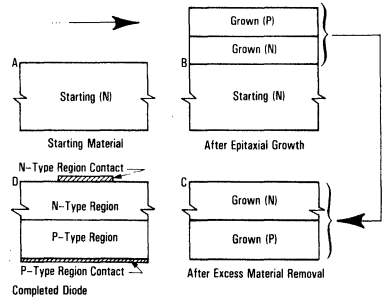 Grown (P)
Grown (N)
A
B
Starting (N)
Starting (N)
Starting Material
After Epitaxial Growth
N-Type Region Contact
D
C
N-Type Region
Grown (N)
P-Type Region
Grown (P)
P-Type Region Contact
After Excess Material Removal
Completed Diode